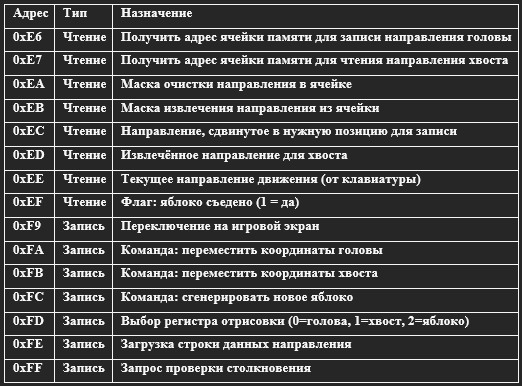 Адрес Тип Назначение
0xE6 Чтение Получить адрес ячейки памяти для записи направления головы
0xE7 Чтение Получить адрес ячейки памяти для чтения направления хвоста
0xEA Чтение Маска очистки направления в ячейке
0xEB Чтение Маска извлечения направления из ячейки
0xEC Чтение Направление, сдвинутое в нужную позицию для записи
0xED Чтение Извлечённое направление для хвоста
0xEE Чтение Текущее направление движения (от клавиатуры)
0xEF Чтение Флаг: яблоко съедено (1 = да)
0xF9 Запись Переключение на игровой экран
0xFA Запись Команда: переместить координаты головы
0xFB Запись Команда: переместить координаты хвоста
0xFC Запись Команда: сгенерировать новое яблоко
0xFD Запись Выбор регистра отрисовки (0=голова, 1=хвост, 2=яблоко)
0xFE Запись Загрузка строки данных направления
0xFF Запись Запрос проверки столкновения